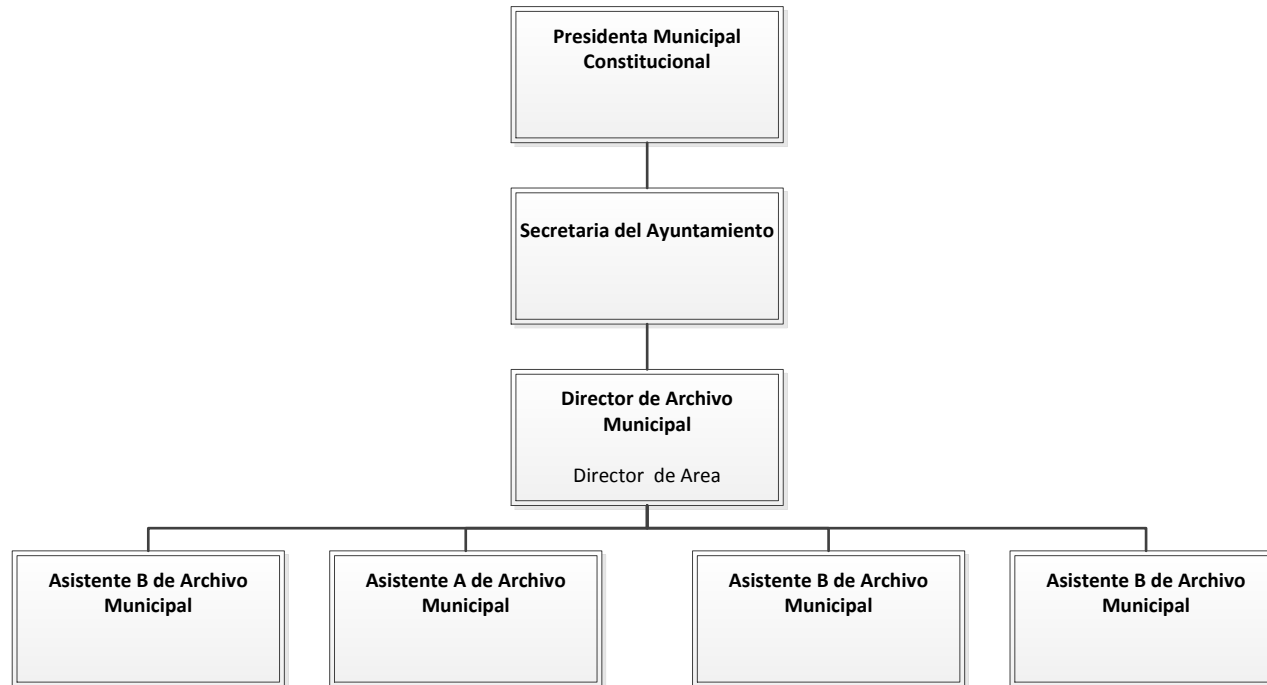 Presidenta Municipal
Constitucional
Secretaria del Ayuntamiento
Director de Archivo
Municipal
Director de Area
Asistente B de Archivo
Municipal
Asistente A de Archivo
Municipal
Asistente B de Archivo
Municipal
Asistente B de Archivo
Municipal